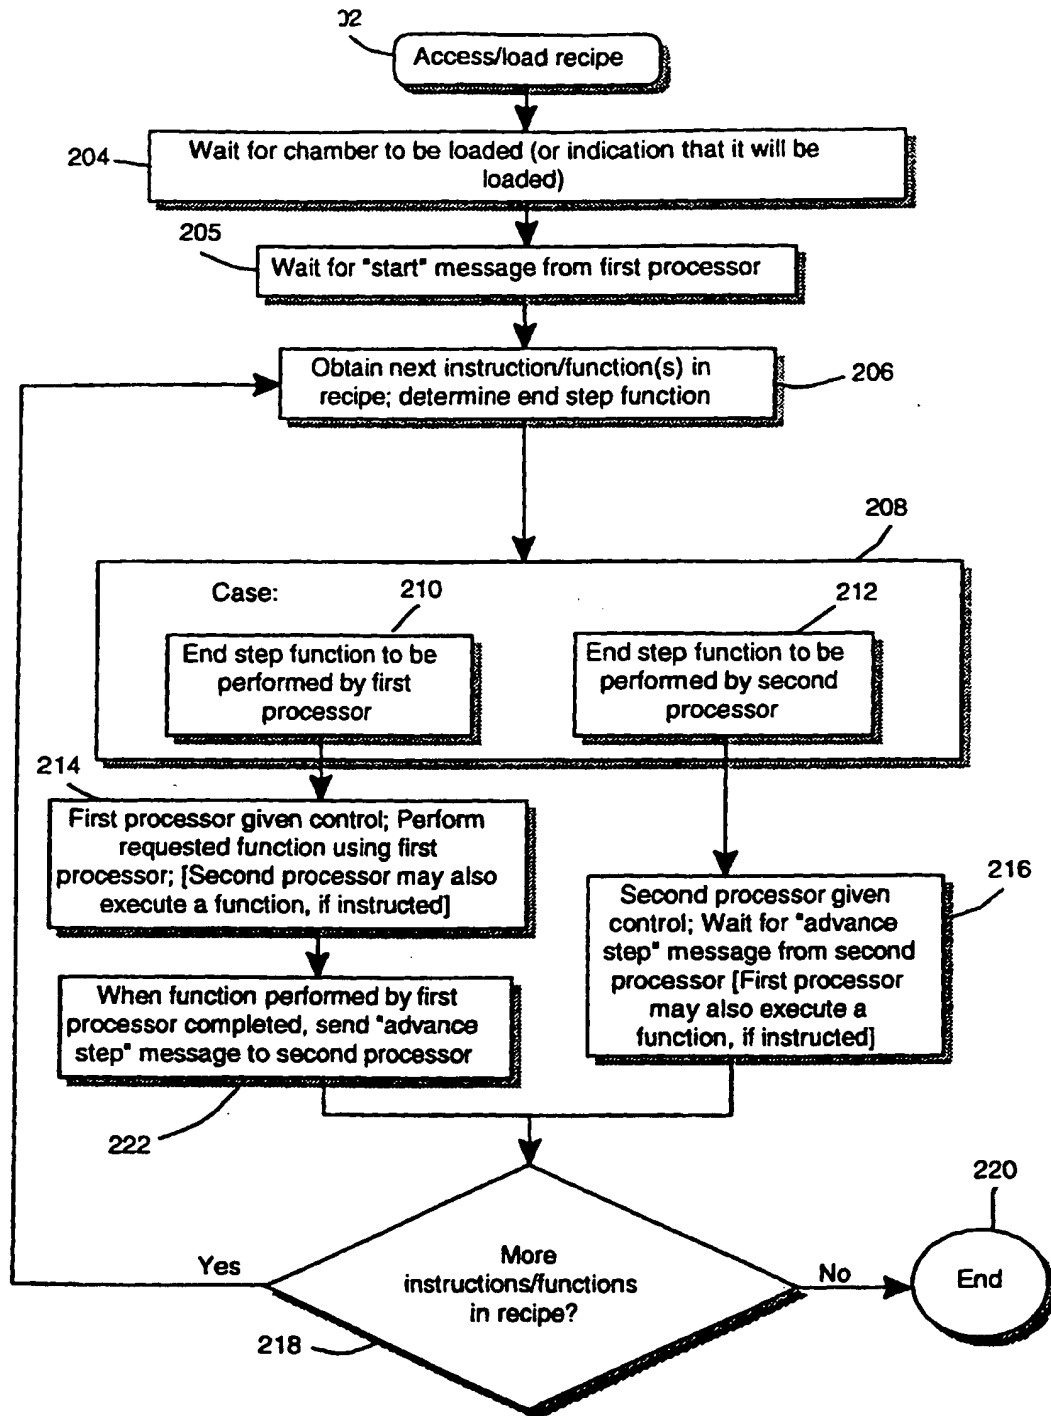 02
Access/load recipe
204
Wait for chamber to be loaded (or indication that it will be
loaded)
205
Wait for "start" message from first processor
Obtain next instruction/function(s) in
recipe; determine end step function
206
208
Case:
210
212
End step function to be
performed by first
processor
End step function to be
performed by second
processor
214
First processor given control; Perform
requested function using first
processor; [Second processor may also
execute a function, if instructed]
216
Second processor given
control; Wait for "advance
step" message from second
processor [First processor
may also execute a
function, if instructed]
When function performed by first
processor completed, send "advance
step" message to second processor
222
220
Yes
More
instructions/functions
in recipe?
No
End
218